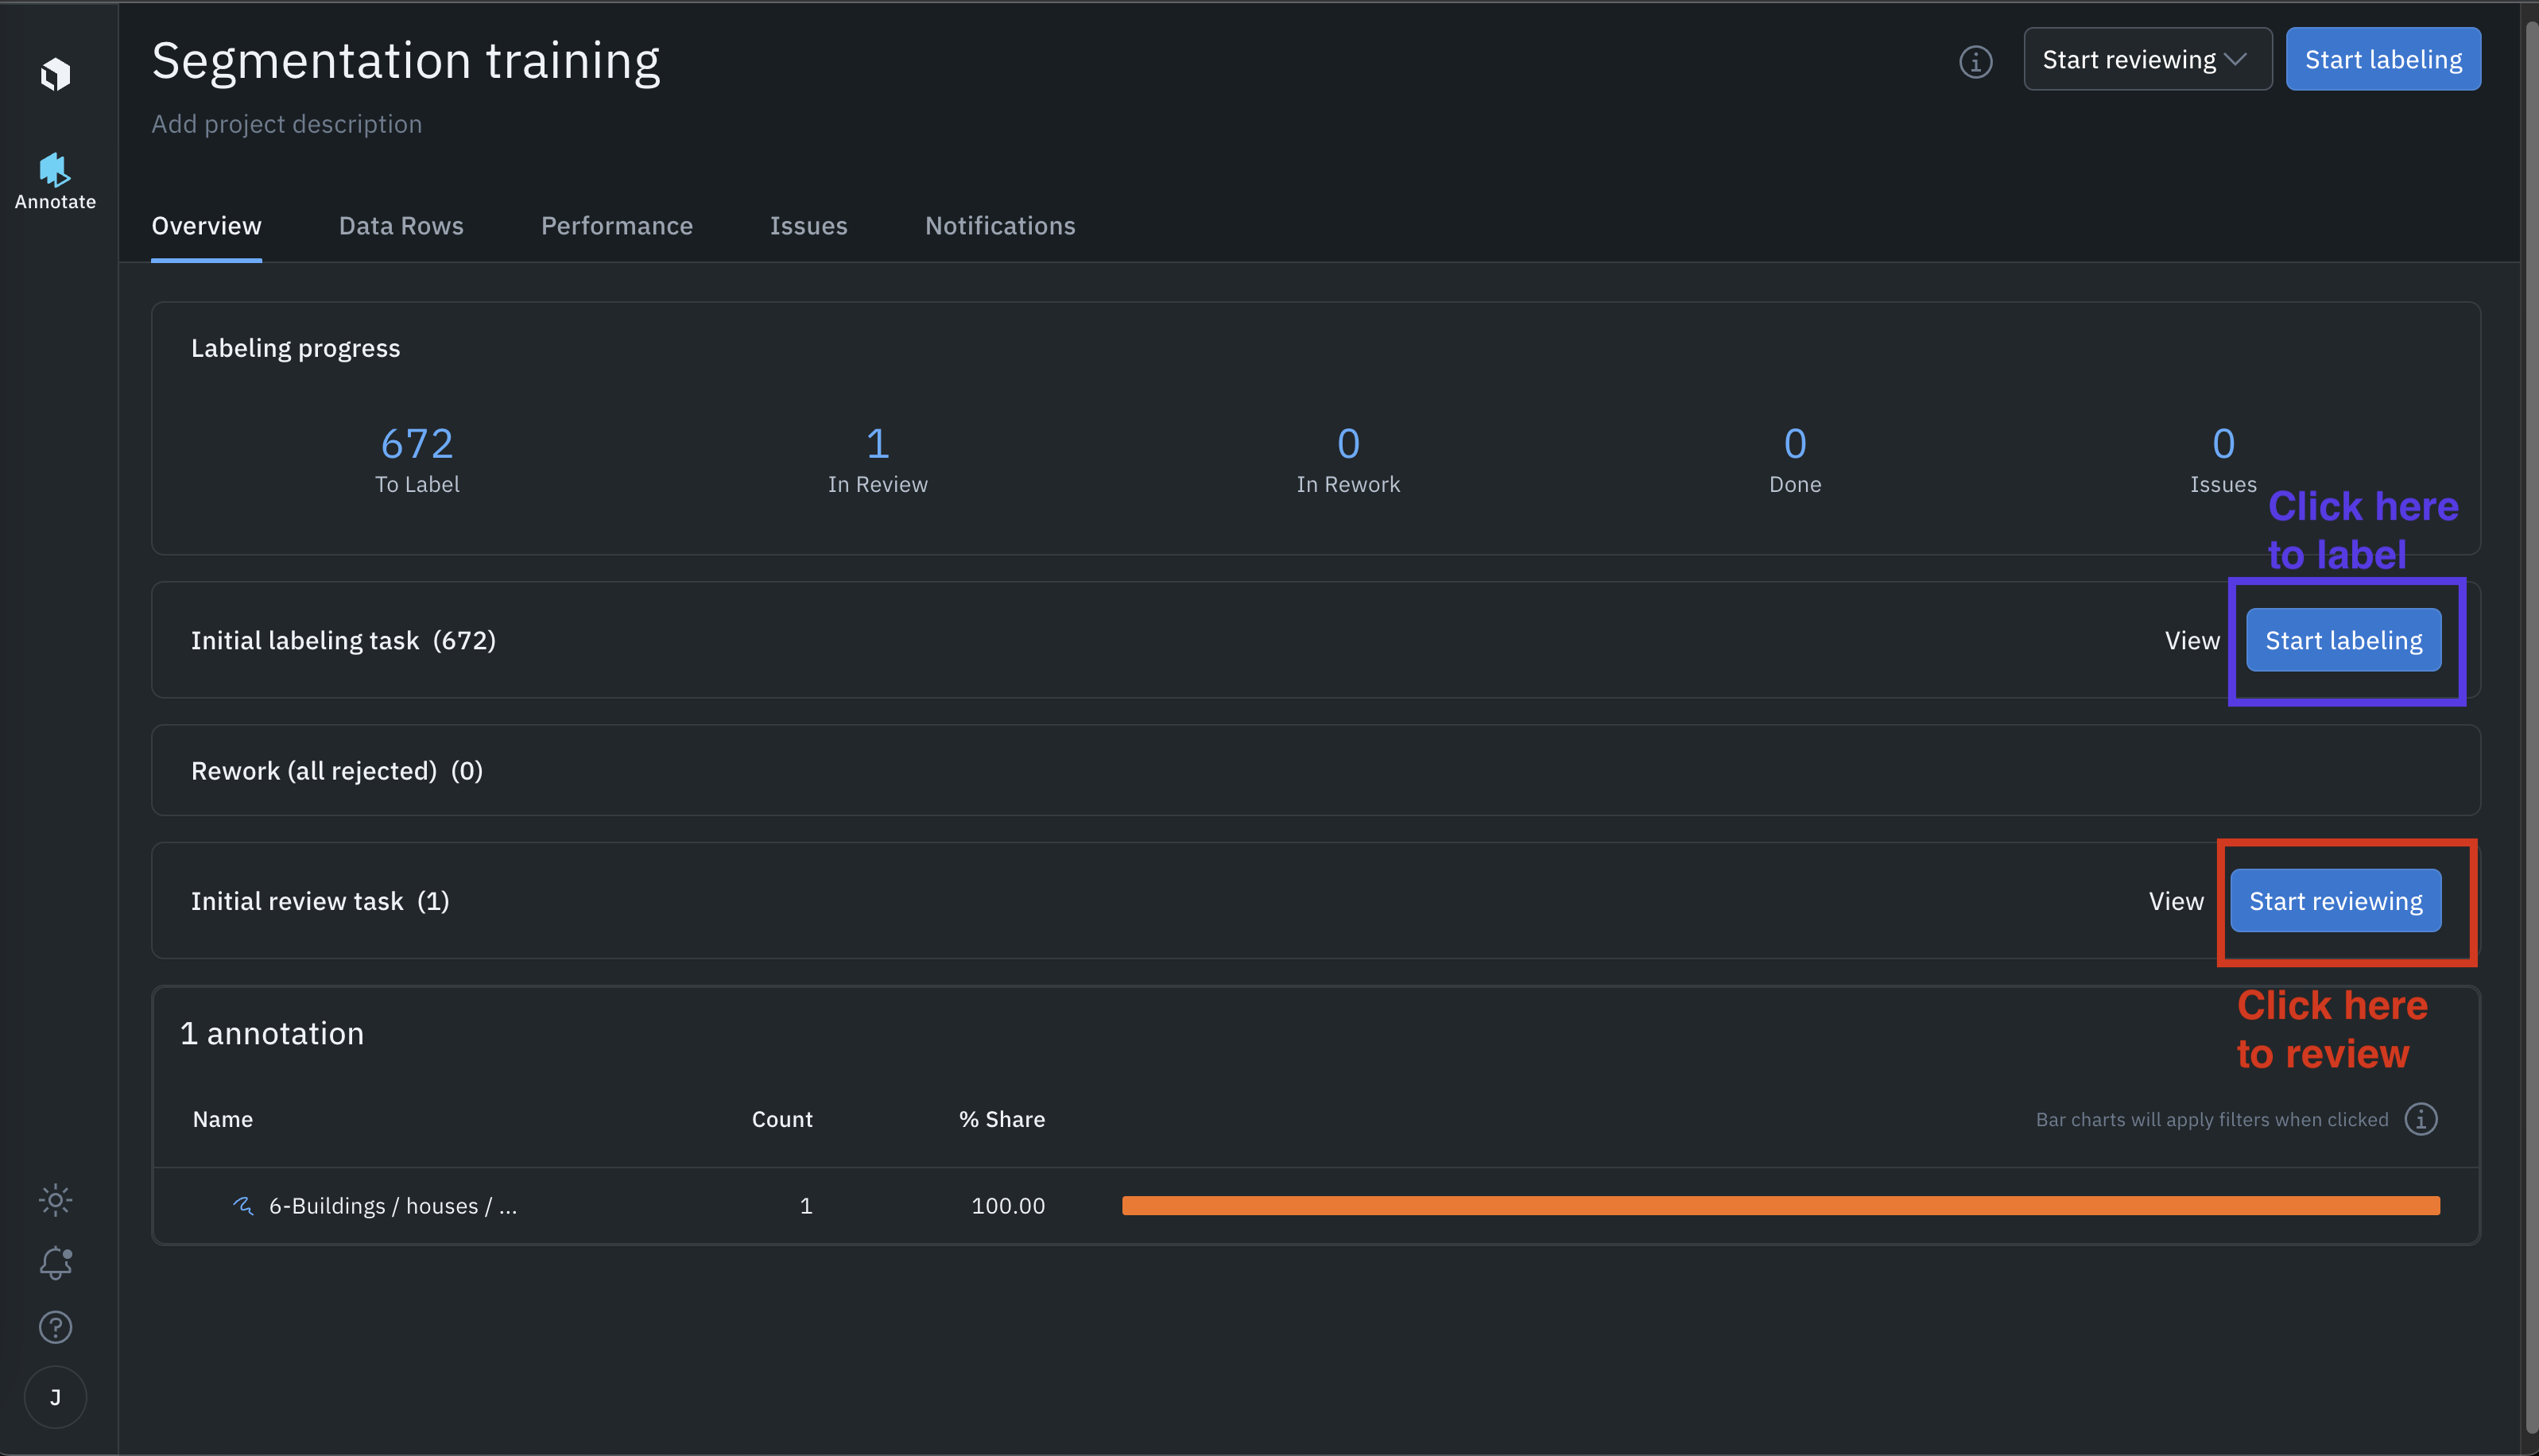 Segmentation training
Start reviewing
Start labeling
Add project description
Annotate
Overview
Data Rows
Performance
Issues
Notifications
Labeling progress
672
To Label
1
In Review
0
In Rework
0
Done
0
Issues
Click here
to label
Initial labeling task (672)
View
Start labeling
Rework (all rejected) (0)
Initial review task (1)
View
Start reviewing
Click here
to review
1 annotation
Name
Count
% Share
Bar charts will apply filters when clicked
6-Buildings / houses / ...
1
100.00
J